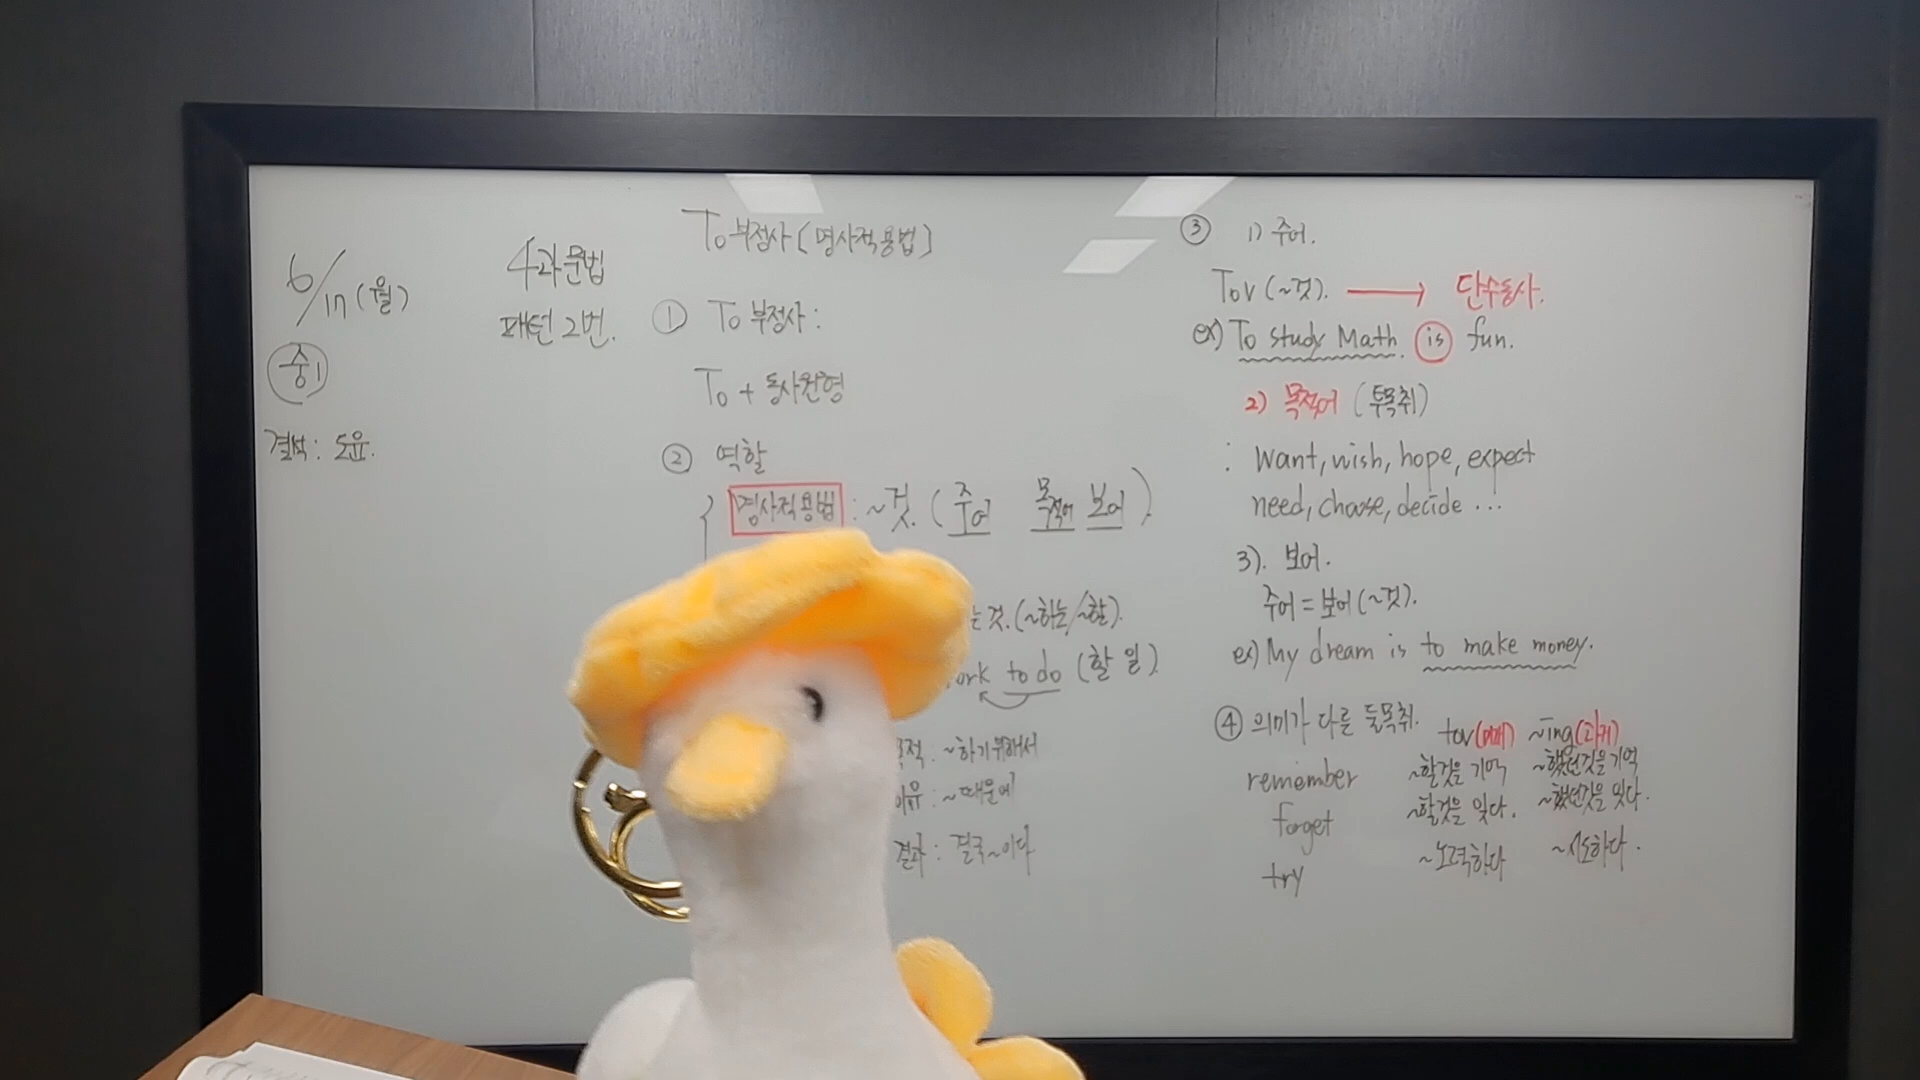 6/17 (월)
중1
결석 : 도윤.
4과 문법
패턴 2번.
To 부정사 (명사적용법)
① To 부정사 :
To + 동사원형
② 역할
명사적용법 : ~것. (주어 목적어 보어).
는 것. (~하는/~할).
ork to do (할 일).
적 : ~하기위해서
이유 : ~때문에
결과 : 결국~이다
③ 1) 주어.
Tov (~것). → 단수동사.
ex) To study Math. is fun.
2) 목적어 (투목취)
: Want, wish, hope, expect
need, choose, decide ...
3). 보어.
주어 = 보어 (~것).
ex) My dream is to make money.
④ 의미가 다른 둘목취.
tov (미래) ~ing (과거)
remember ~할것을 기억 ~했던것을 기억
forget ~할것을 잊다. ~했던것을 잊다.
try ~노력하다 ~시도하다.